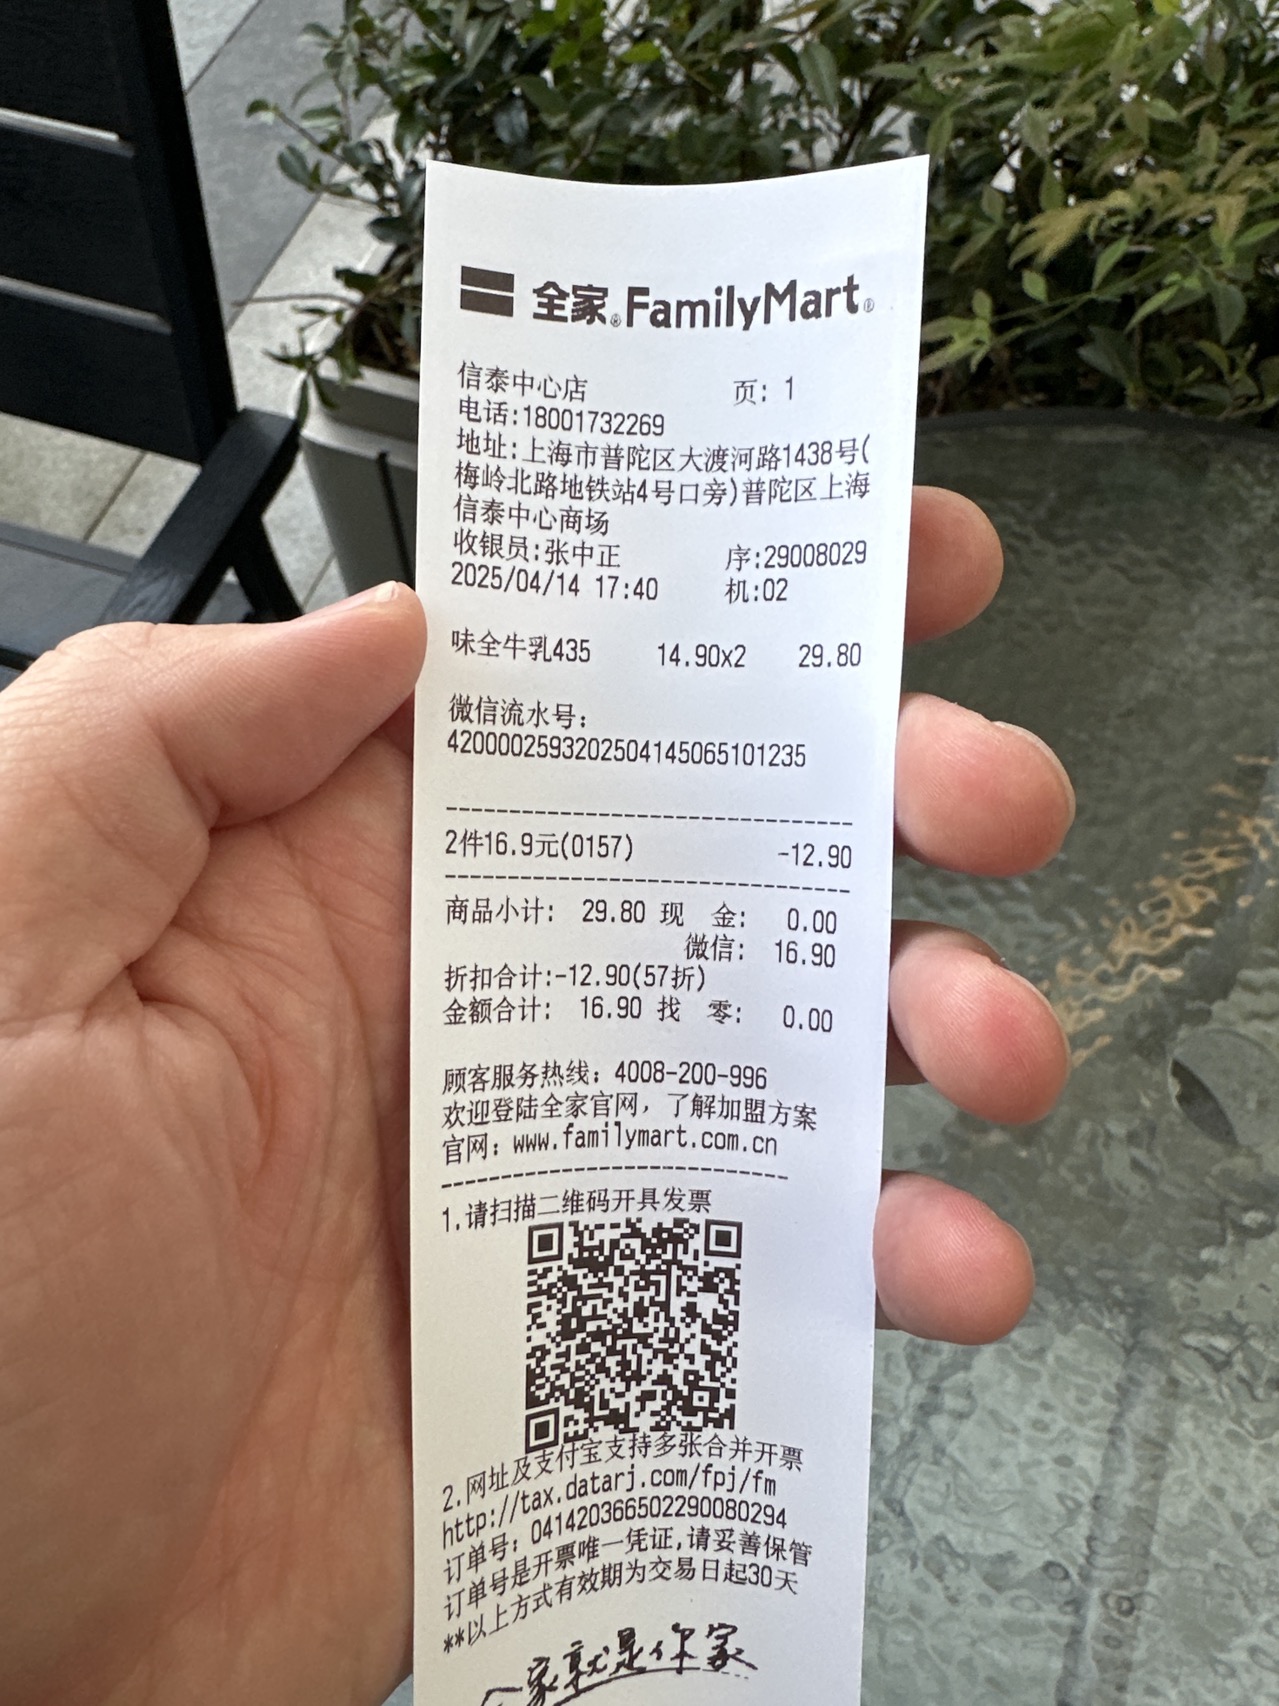 全家®FamilyMart®
信泰中心店 页: 1
电话:18001732269
地址:上海市普陀区大渡河路1438号(
梅岭北路地铁站4号口旁)普陀区上海
信泰中心商场
收银员:张中正 序:29008029
2025/04/14 17:40 机:02
味全牛乳435 14.90x2 29.80
微信流水号:
4200002593202504145065101235
2件16.9元(0157) -12.90
商品小计: 29.80 现 金: 0.00
微信: 16.90
折扣合计:-12.90(57折)
金额合计: 16.90 找 零: 0.00
顾客服务热线: 4008-200-996
欢迎登陆全家官网, 了解加盟方案
官网: www.familymart.com.cn
1.请扫描二维码开具发票
2.网址及支付宝支持多张合并开票
http://tax.datarj.com/fpj/fm
订单号: 041420366502290080294
订单号是开票唯一凭证,请妥善保管
**以上方式有效期为交易日起30天
全家就是你家